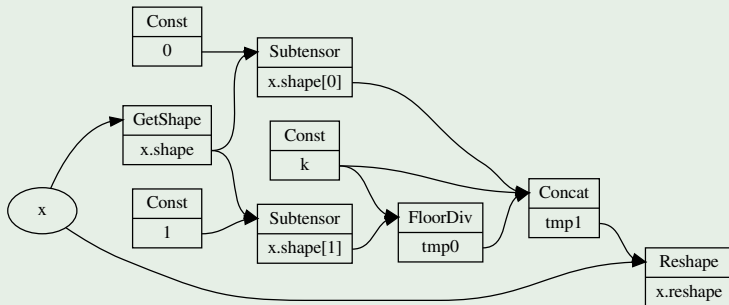 Const
0
Subtensor
x.shape[0]
GetShape
x.shape
Const
k
x
Const
1
Subtensor
x.shape[1]
FloorDiv
tmp0
Concat
tmp1
Reshape
x.reshape